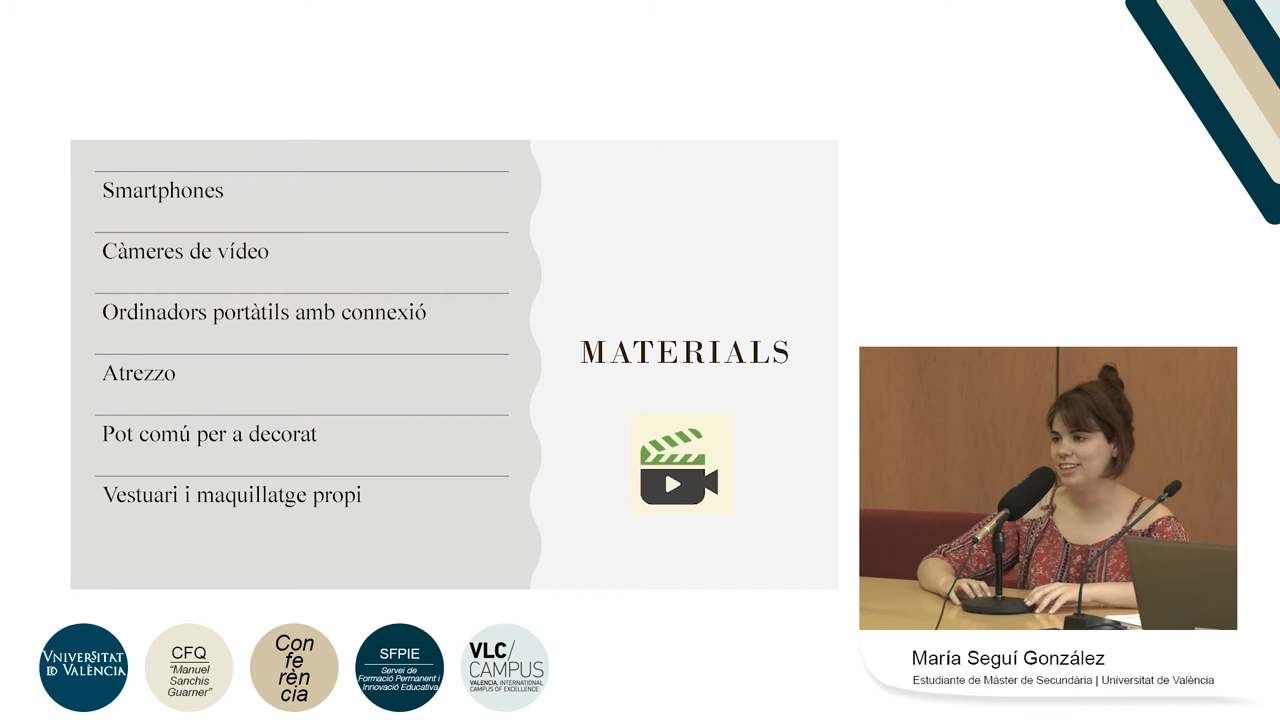 Smartphones
Càmeres de vídeo
Ordinadors portàtils amb connexió
Atrezzo
Pot comú per a decorat
Vestuari i maquillatge propi
MATERIALS
VNIVERSITAT
ID VALÈNCIA
CFQ
"Manuel
Sanchis
Guarner"
Con
fe
rèn
cia
SFPIE
Servei de
Formació Permanent i
Innovació Educativa
VLC/
CAMPUS
VALENCIA, INTERNATIONAL
CAMPUS OF EXCELLENCE
María Seguí González
Estudiante de Máster de Secundária | Universitat de València